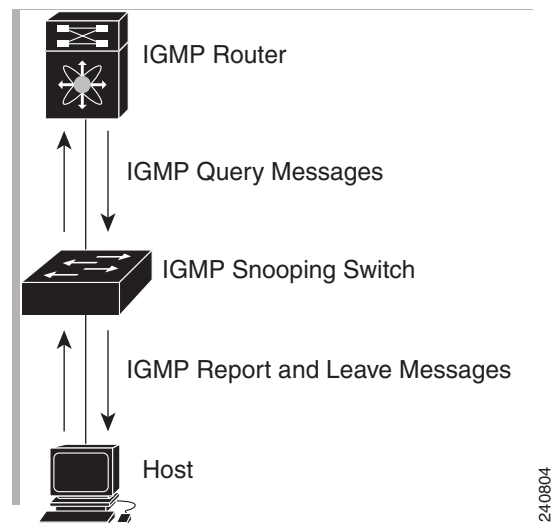 IGMP Router
IGMP Query Messages
IGMP Snooping Switch
IGMP Report and Leave Messages
Host
240804